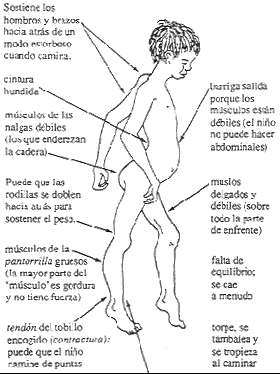 Sostiene los
hombros y brazos
hacia atrás de un
modo estorboso
cuando camina.
cintura
hundida
músculos de las
nalgas débiles
(los que enderezan
la cadera)
Puede que las
rodillas se doblen
hacia atrás para
sostener el peso.
músculos de la
pantorrilla gruesos
(la mayor parte del
"músculo" es gordura
y no tiene fuerza)
tendón del tobillo
encogido (contractura):
puede que el niño
camine de puntas
barriga salida
porque los
músculos están
débiles (el niño
no puede hacer
abdominales)
muslos
delgados y
débiles (sobre
todo la parte
de enfrente)
falta de
equilibrio;
se cae
a menudo
torpe, se
tambalea y
se tropieza
al caminar